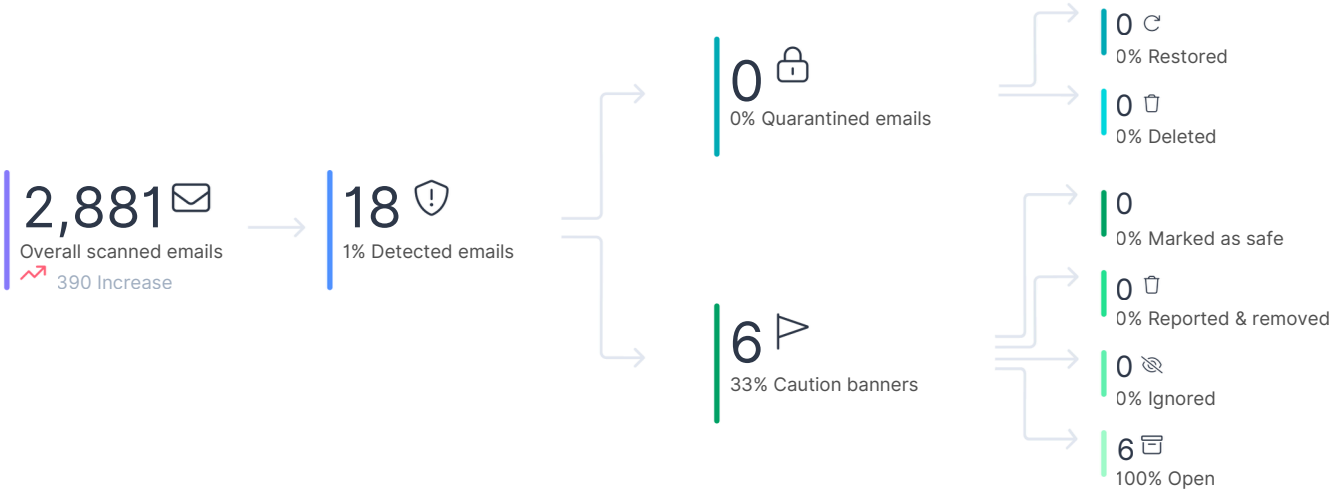 2,881
Overall scanned emails
390 Increase
18
1% Detected emails
0
0% Quarantined emails
0
0% Restored
0
0% Deleted
6
33% Caution banners
0
0% Marked as safe
0
0% Reported & removed
0
0% Ignored
6
100% Open